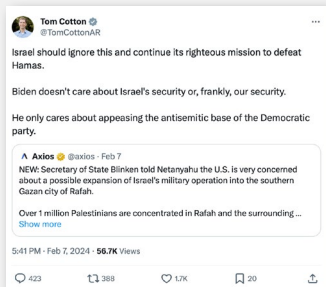 Tom Cotton
@TomCottonAR
Israel should ignore this and continue its righteous mission to defeat
Hamas.
Biden doesn't care about Israel's security or, frankly, our security.
He only cares about appeasing the antisemitic base of the Democratic
party.
Axios @axios · Feb 7
NEW: Secretary of State Blinken told Netanyahu the U.S. is very concerned
about a possible expansion of Israel's military operation into the southern
Gazan city of Rafah.
Over 1 million Palestinians are concentrated in Rafah and the surrounding ...
Show more
5:41 PM · Feb 7, 2024 · 56.7K Views
423 388 1.7K 20